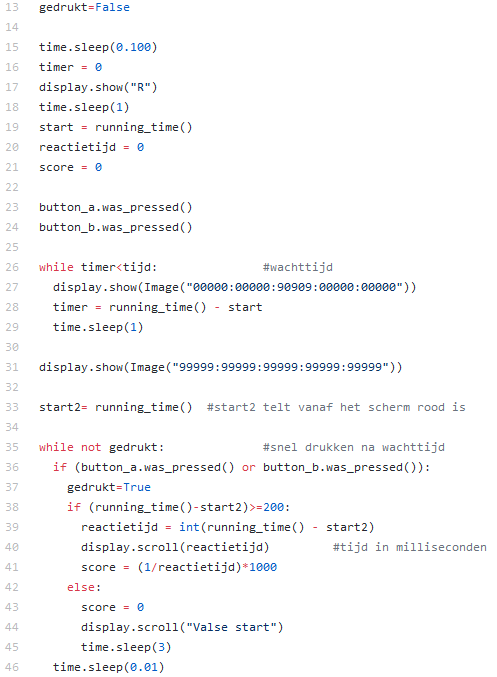 13 gedrukt=False
14
15 time.sleep(0.100)
16 timer = 0
17 display.show("R")
18 time.sleep(1)
19 start = running_time()
20 reactietijd = 0
21 score = 0
22
23 button_a.was_pressed()
24 button_b.was_pressed()
25
26 while timer<tijd: #wachttijd
27   display.show(Image("00000:00000:90909:00000:00000"))
28   timer = running_time() - start
29   time.sleep(1)
30
31 display.show(Image("99999:99999:99999:99999:99999"))
32
33 start2= running_time() #start2 telt vanaf het scherm rood is
34
35 while not gedrukt: #snel drukken na wachttijd
36   if (button_a.was_pressed() or button_b.was_pressed()):
37     gedrukt=True
38     if (running_time()-start2)>=200:
39       reactietijd = int(running_time() - start2)
40       display.scroll(reactietijd) #tijd in milliseconden
41       score = (1/reactietijd)*1000
42     else:
43       score = 0
44       display.scroll("Valse start")
45       time.sleep(3)
46   time.sleep(0.01)